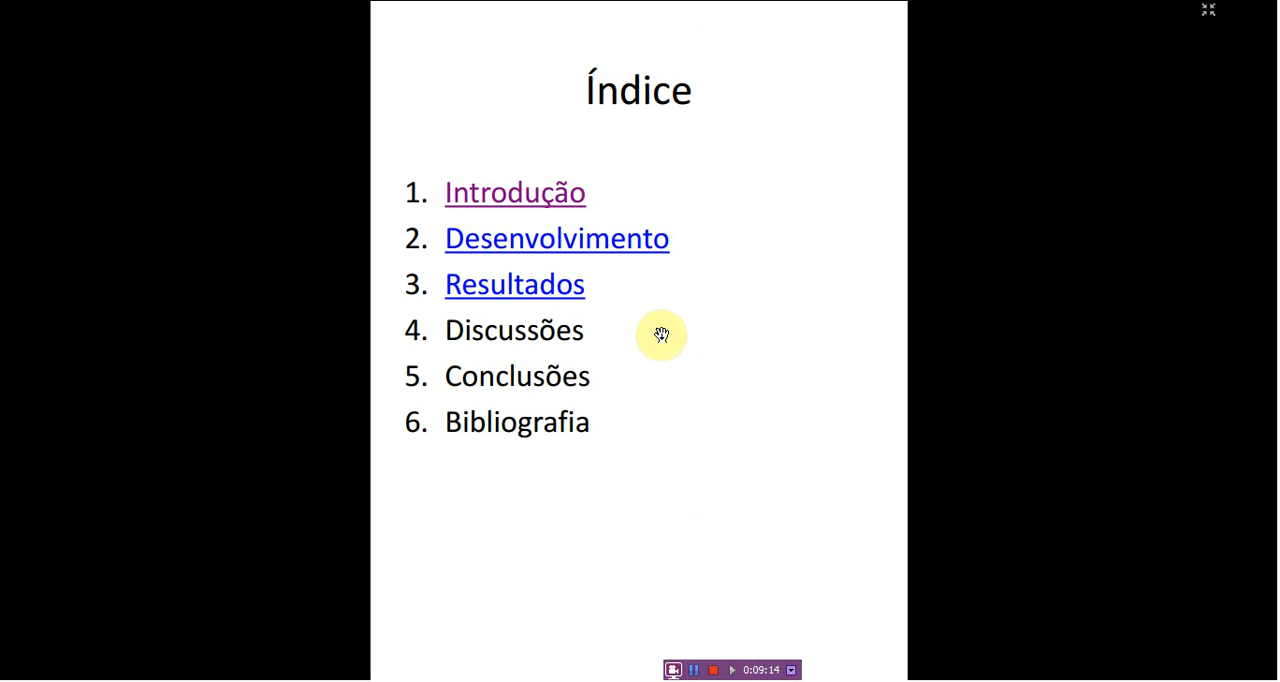 Índice
1. Introdução
2. Desenvolvimento
3. Resultados
4. Discussões
5. Conclusões
6. Bibliografia
0:09:14